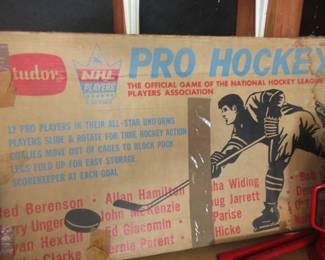 Tudor
NHL
PLAYERS
PRO HOCKEY
THE OFFICIAL GAME OF THE NATIONAL HOCKEY LEAGUE
PLAYERS ASSOCIATION
12 PRO PLAYERS IN THEIR ALL-STAR UNIFORMS
PLAYERS SLIDE & ROTATE FOR TRUE HOCKEY ACTION
GOALIES MOVE OUT OF CAGES TO BLOCK PUCK
LEGS FOLD UP FOR EASY STORAGE
SCOREKEEPER AT EACH GOAL
Red Berenson • Allan Hamilton
Unger John McKenzie
Hextall Ed Giacomin
Clarke Bernie Parent
Widing
Doug Jarrett
Parise
Hicke